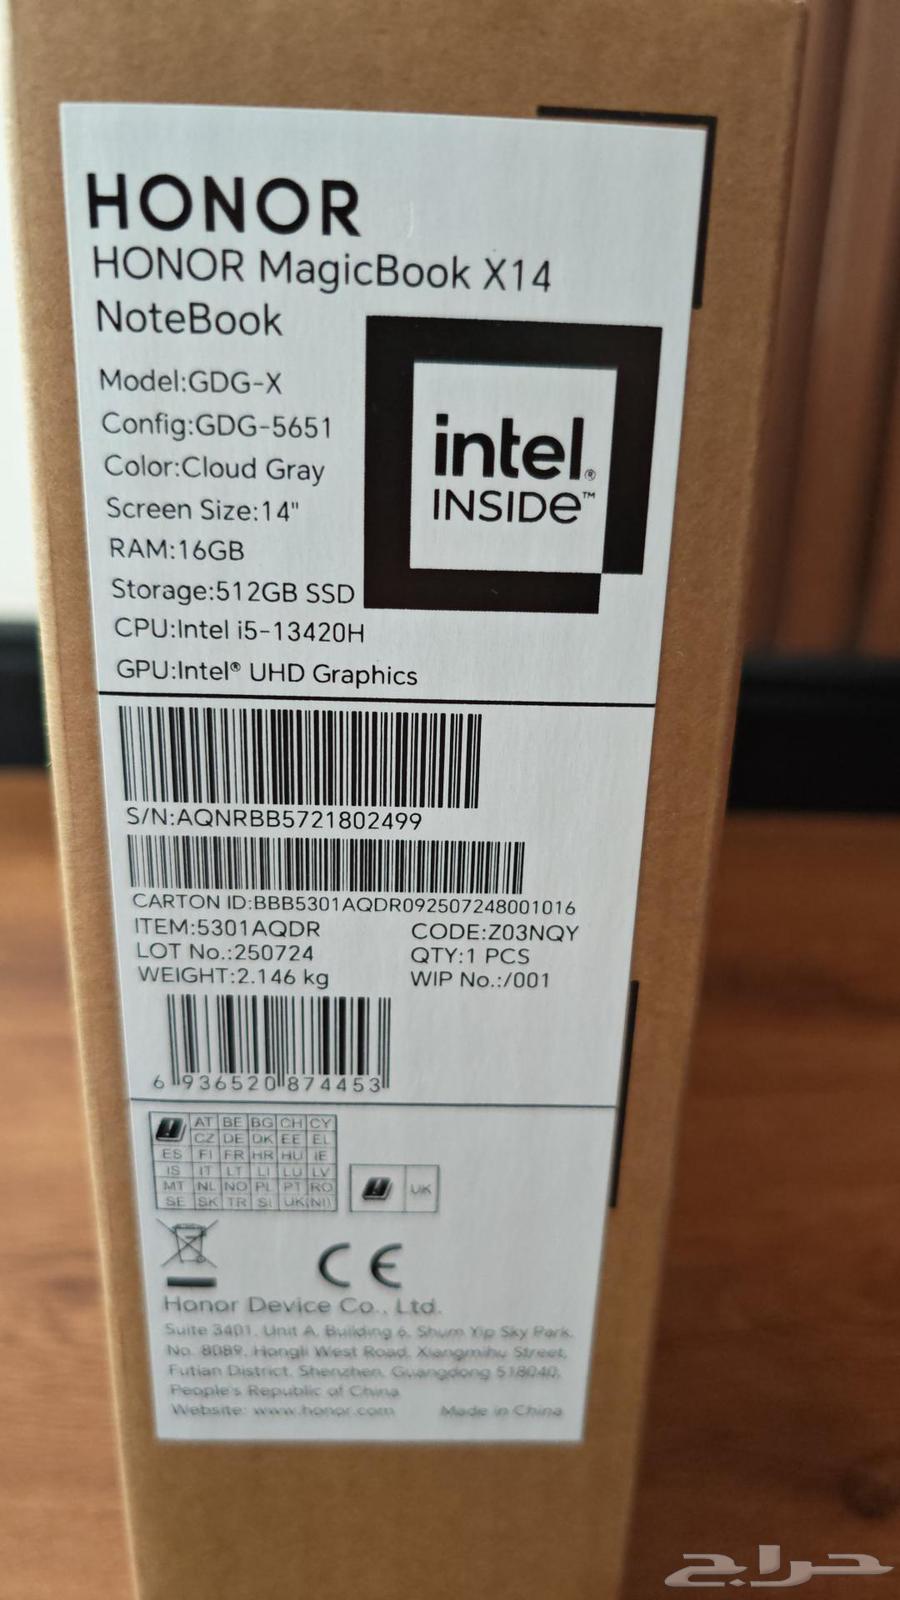 HONOR
HONOR MagicBook X14
NoteBook
Model:GDG-X
Config:GDG-5651
Color:Cloud Gray
Screen Size:14"
RAM:16GB
Storage:512GB SSD
CPU:Intel i5-13420H
GPU:Intel® UHD Graphics
intel®
INSIDe™
S/N:AQNRBB5721802499
CARTON ID:BBB5301AQDR092507248001016
ITEM:5301AQDR CODE:Z03NQY
LOT No.:250724 QTY:1 PCS
WEIGHT:2.146 kg WIP No.:/001
6 936520 874453
AT BE BG CH CY
CZ DE DK EE EL
ES FI FR HR HU IE
IS IT LT LI LU LV
MT NL NO PL PT RO
SE SK TR SI UK(NI)
UK
CE
Honor Device Co., Ltd.
Suite 3401, Unit A, Building 6, Shum Yip Sky Park,
No. 8089, Hongli West Road, Xiangmihu Street,
Futian District, Shenzhen, Guangdong 518040,
People's Republic of China
Website: www.honor.com Made in China
حراج